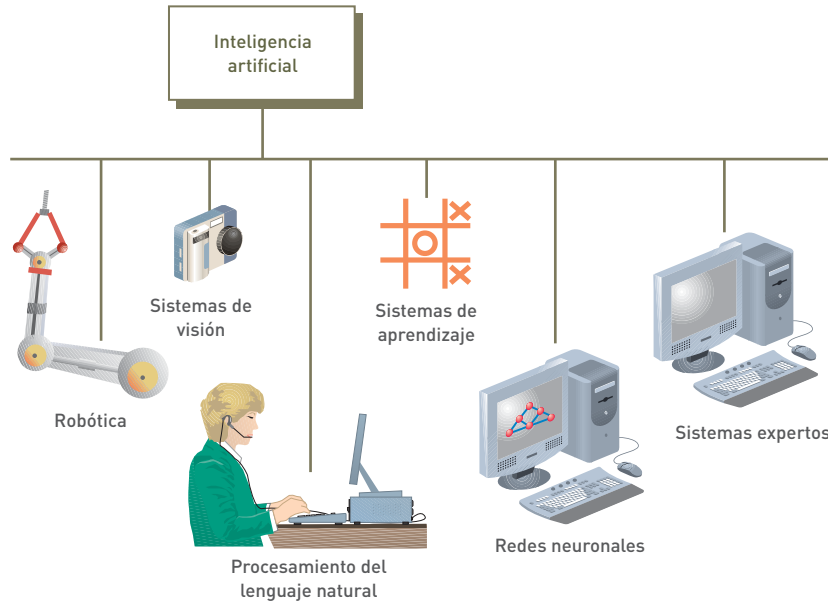 Inteligencia
artificial
Sistemas de
visión
Sistemas de
aprendizaje
Robótica
Sistemas expertos
Redes neuronales
Procesamiento del
lenguaje natural